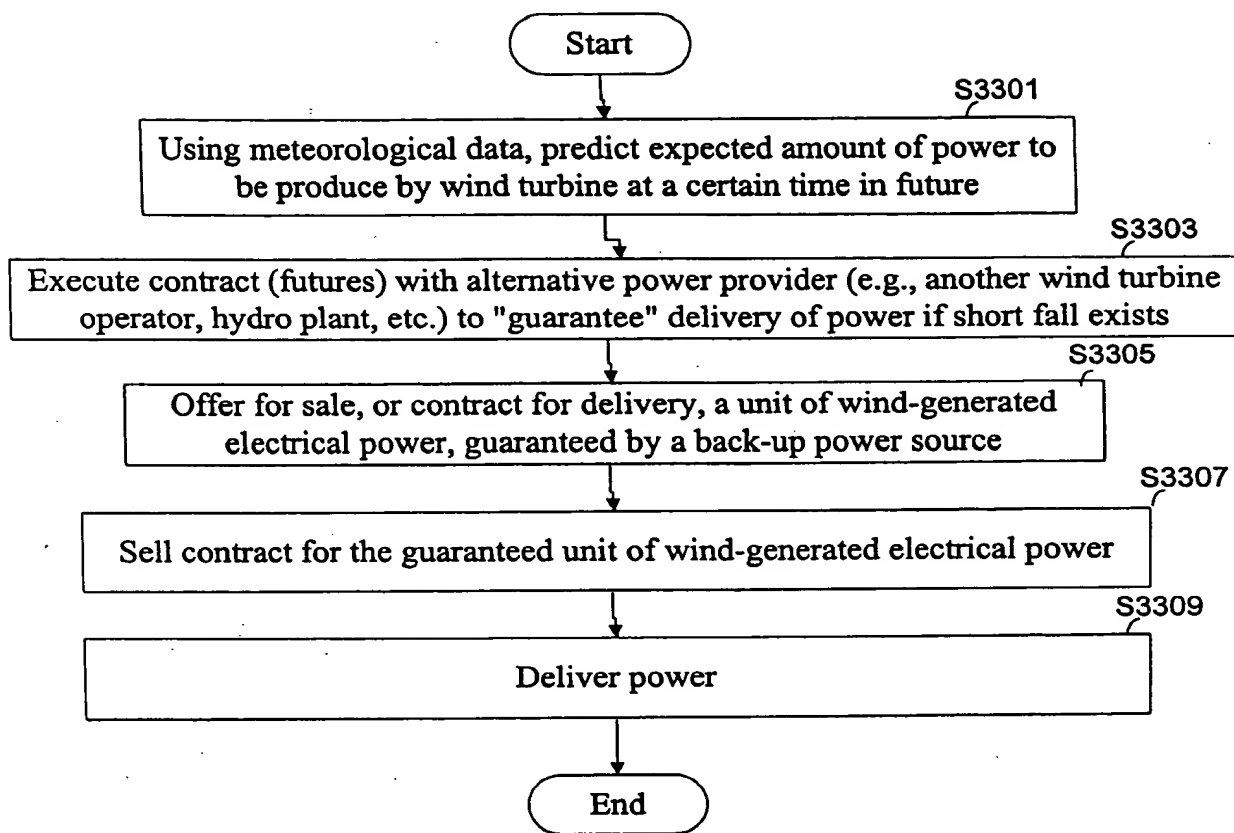 Start
S3301
Using meteorological data, predict expected amount of power to
be produce by wind turbine at a certain time in future
S3303
Execute contract (futures) with alternative power provider (e.g., another wind turbine
operator, hydro plant, etc.) to "guarantee" delivery of power if short fall exists
S3305
Offer for sale, or contract for delivery, a unit of wind-generated
electrical power, guaranteed by a back-up power source
S3307
Sell contract for the guaranteed unit of wind-generated electrical power
S3309
Deliver power
End